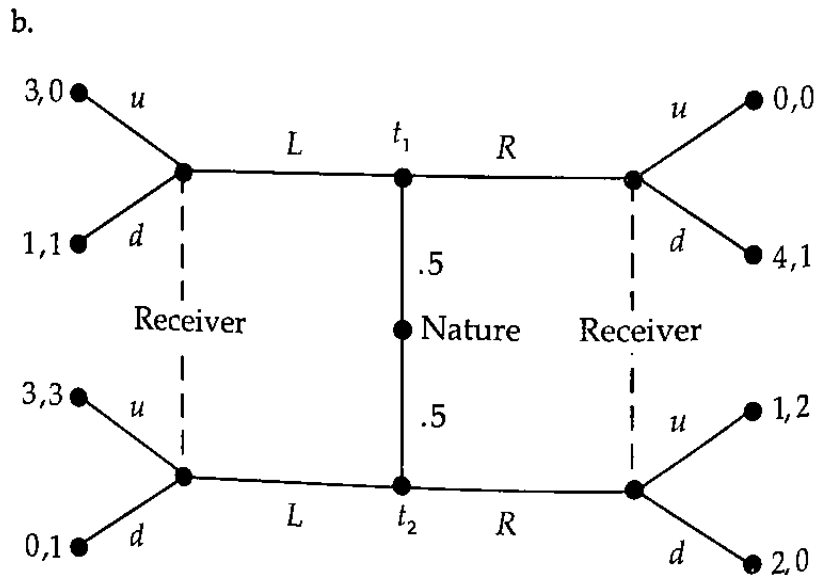 b.
3,0 u u 0,0
L t₁ R
1,1 d d 4,1
.5
Receiver Nature Receiver
3,3 u u 1,2
.5
0,1 d L t₂ R d 2,0